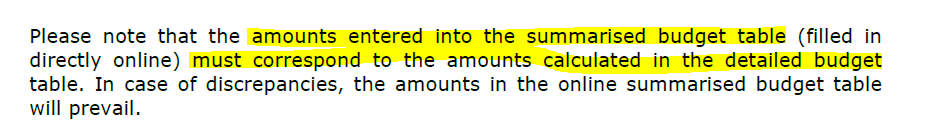 Please note that the amounts entered into the summarised budget table (filled in
directly online) must correspond to the amounts calculated in the detailed budget
table. In case of discrepancies, the amounts in the online summarised budget table
will prevail.